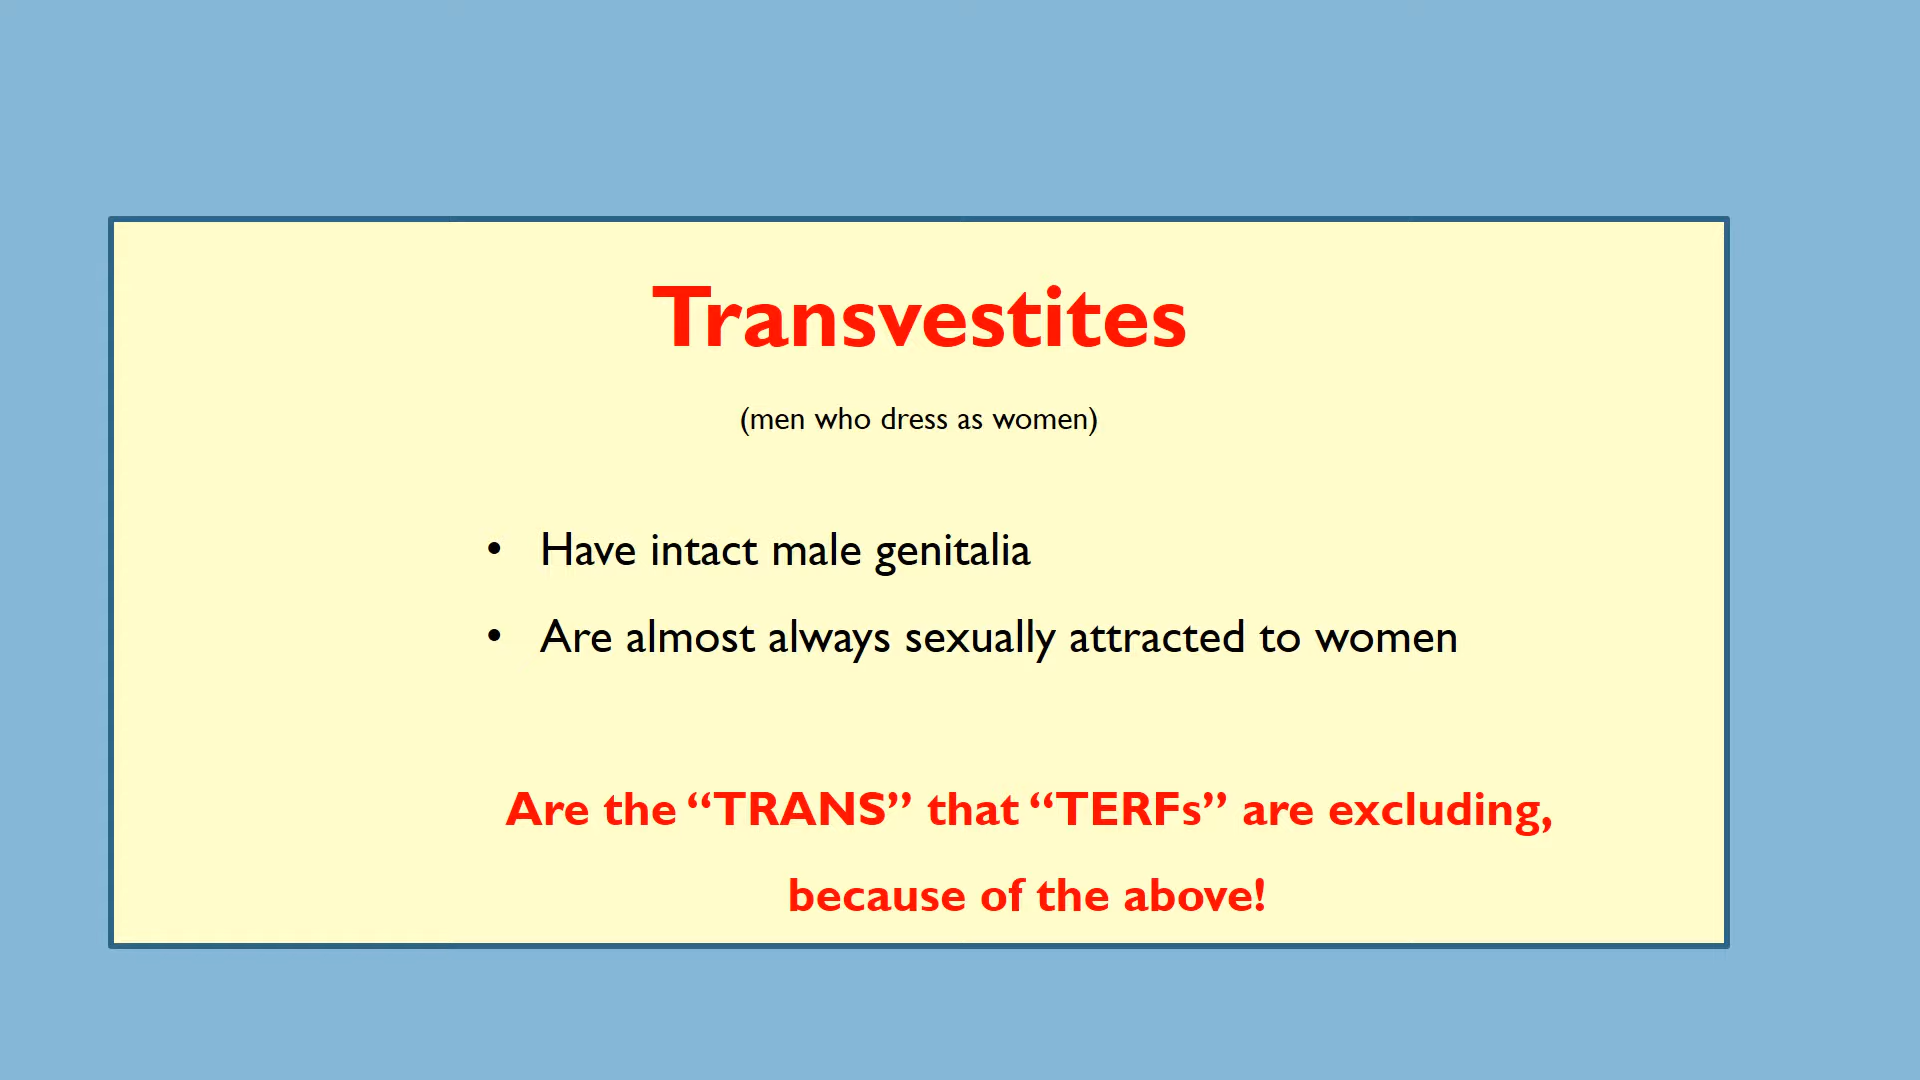 Transvestites
(men who dress as women)
• Have intact male genitalia
• Are almost always sexually attracted to women
Are the “TRANS” that “TERFs” are excluding,
because of the above!